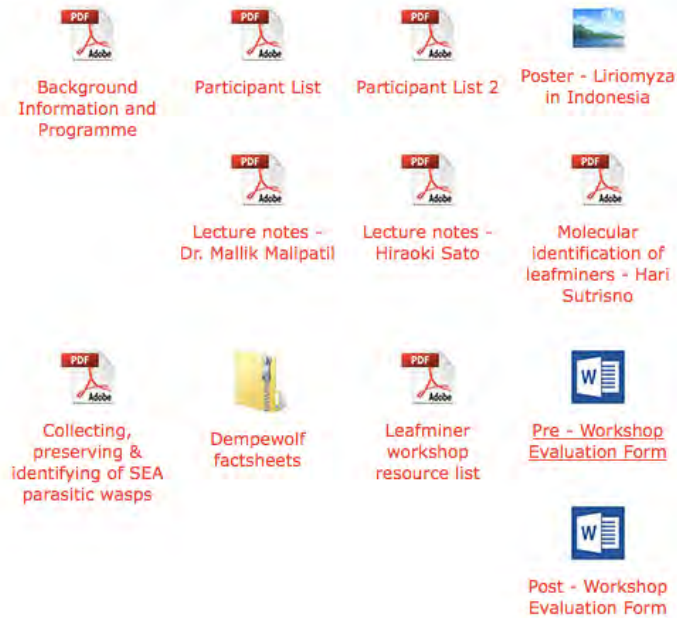 PDF
Adobe
Background
Information and
Programme
PDF
Adobe
Participant List
PDF
Adobe
Participant List 2
Poster - Liriomyza
in Indonesia
PDF
Adobe
Lecture notes -
Dr. Mallik Malipatil
PDF
Adobe
Lecture notes -
Hiraoki Sato
PDF
Adobe
Molecular
identification of
leafminers - Hari
Sutrisno
PDF
Adobe
Collecting,
preserving &
identifying of SEA
parasitic wasps
Dempewolf
factsheets
PDF
Adobe
Leafminer
workshop
resource list
W
Pre - Workshop
Evaluation Form
W
Post - Workshop
Evaluation Form